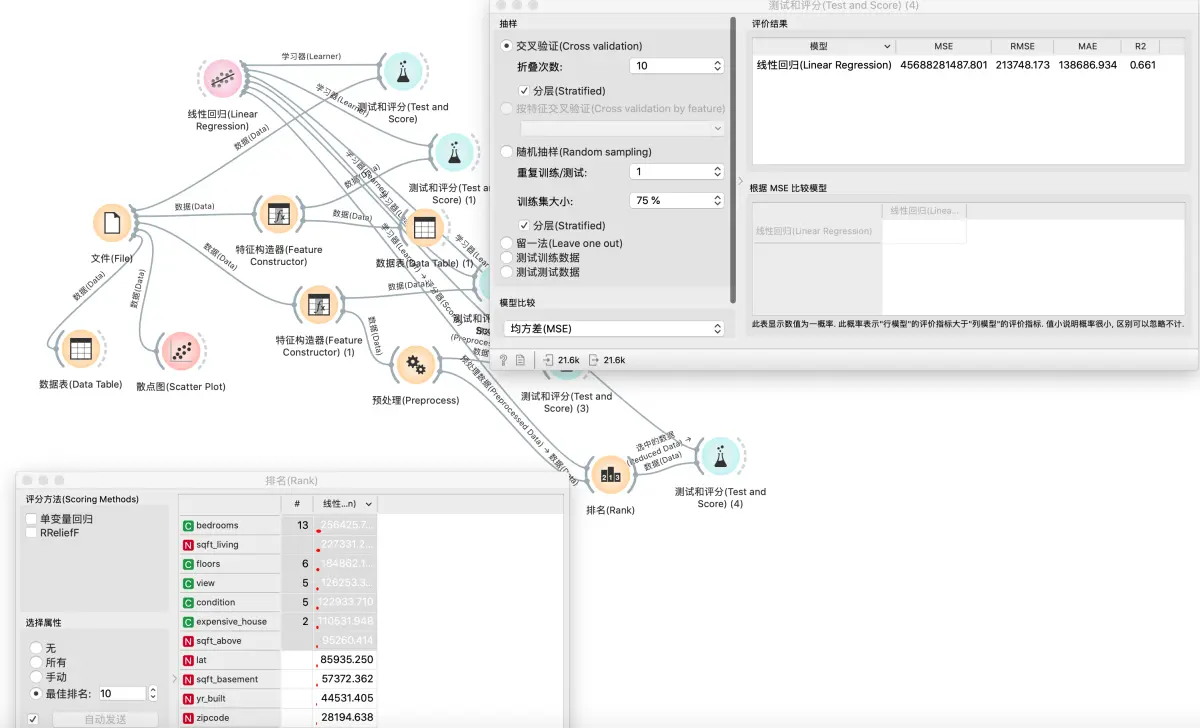 测试和评分(Test and Score) (4)
抽样
交叉验证(Cross validation)
折叠次数:
10
分层(Stratified)
按特征交叉验证(Cross validation by feature)
随机抽样(Random sampling)
重复训练/测试:
1
训练集大小:
75 %
分层(Stratified)
留一法(Leave one out)
测试训练数据
测试测试数据
模型比较
均方差(MSE)
21.6k
21.6k
评价结果
模型 MSE RMSE MAE R2
线性回归(Linear Regression) 45688281487.801 213748.173 138686.934 0.661
根据 MSE 比较模型
线性回归(Linea...
线性回归(Linear Regression)
此表显示数值为一概率. 此概率表示“行模型”的评价指标大于“列模型”的评价指标. 值小说明概率很小, 区别可以忽略不计.
学习器(Learner)
线性回归(Linear
Regression)
学习器(Learner)
测试和评分(Test and
Score)
数据(Data)
学习器(Learner)
数据(Data)
测试和评分(Test an
Score) (1)
数据(Data)
文件(File)
特征构造器(Feature
Constructor)
数据(Data)
数据表(Data Table) (1)
数据(Data)
数据(Data)
数据(Data)
数据(Data)
特征构造器(Feature
Constructor) (1)
数据(Data)
数据表(Data Table)
散点图(Scatter Plot)
预处理(Preprocess)
预处理数据(Preprocessed Data) → 数据(Data)
测试和评分(Test and
Score) (3)
选中的数据
(Reduced Data) →
数据(Data)
排名(Rank)
测试和评分(Test and
Score) (4)
排名(Rank)
评分方法(Scoring Methods)
单变量回归
RReliefF
选择属性
无
所有
手动
最佳排名: 10
自动发送
# 线性...n)
C bedrooms 13 256425.7...
N sqft_living 227331.2...
C floors 6 164862.1...
C view 5 126253.3...
C condition 5 122933.710
C expensive_house 2 110531.948
N sqft_above 95260.414
N lat 85935.250
N sqft_basement 57372.362
N yr_built 44531.405
N zipcode 28194.638